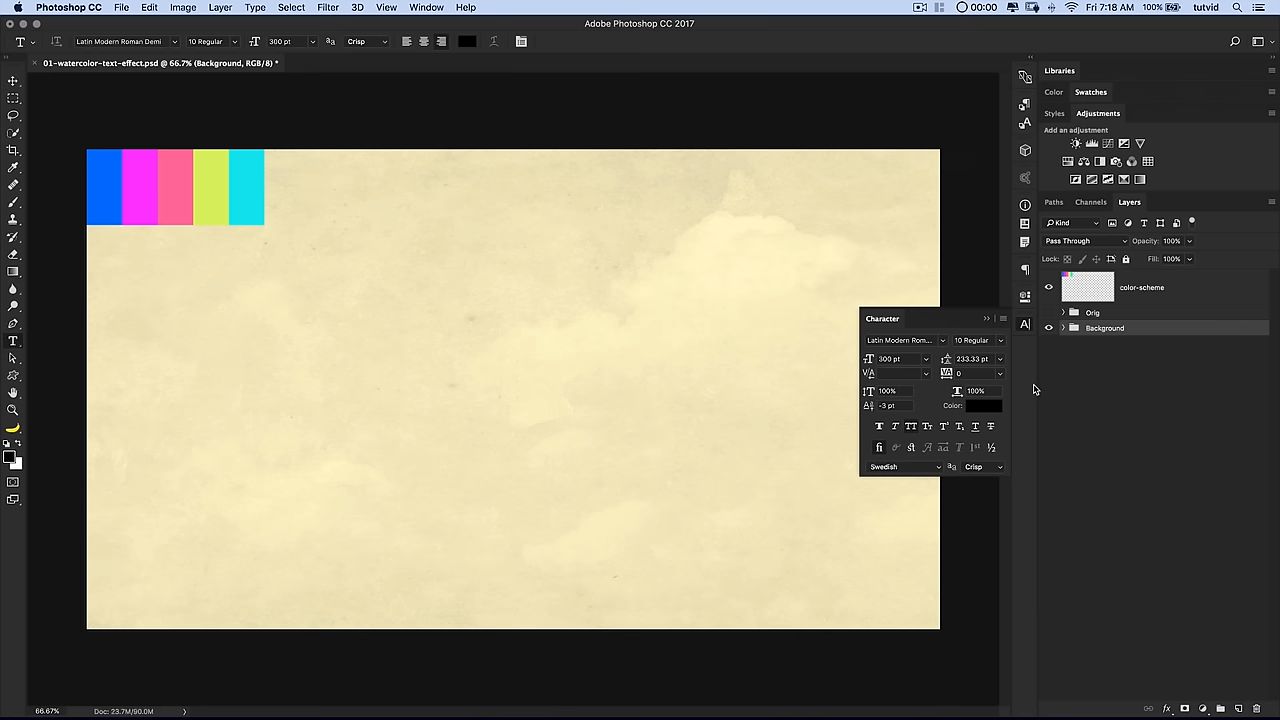 Photoshop CC File Edit Image Layer Type Select Filter 3D View Window Help 00:00 Fri 7:18 AM 100% tutvid
Adobe Photoshop CC 2017
Latin Modern Roman Demi 10 Regular 300 pt Crisp
01-watercolor-text-effect.psd @ 66.7% (Background, RGB/8) *
Libraries
Color Swatches
Styles Adjustments
Add an adjustment
Paths Channels Layers
Kind
Pass Through Opacity: 100%
Lock: Fill: 100%
color-scheme
Orig
Background
Character
Latin Modern Rom... 10 Regular
300 pt 233.33 pt
0
100% 100%
-3 pt Color:
Swedish Crisp
66.67% Doc: 23.7M/90.0M